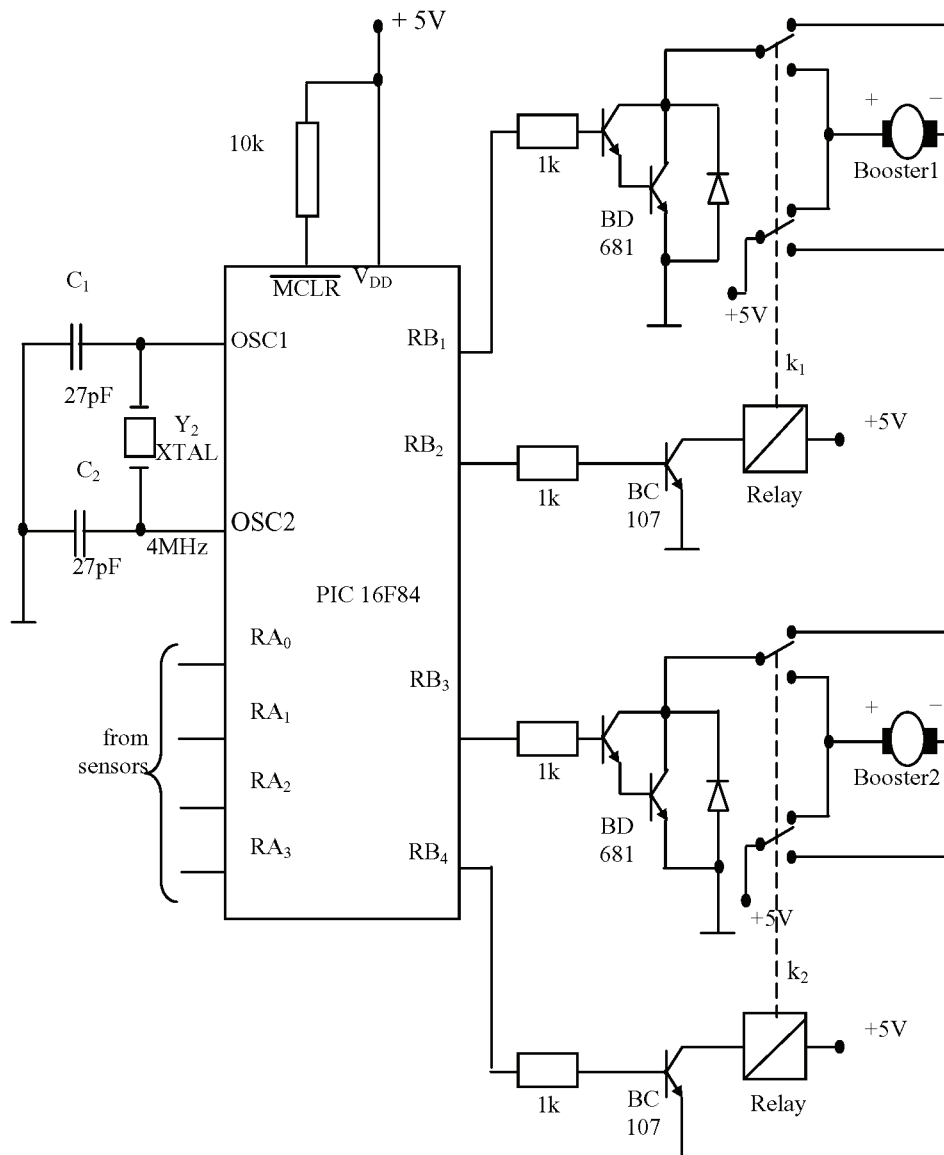 + 5V
10k
1k
BD
681
+ −
Booster1
+5V
C₁
27pF
Y₂
XTAL
C₂
27pF
4MHz
MCLR
V_DD
OSC1
OSC2
RB₁
RB₂
k₁
+5V
Relay
1k
BC
107
PIC 16F84
RA₀
RA₁
RA₂
RA₃
from
sensors
RB₃
RB₄
1k
BD
681
+ −
Booster2
+5V
k₂
+5V
Relay
1k
BC
107